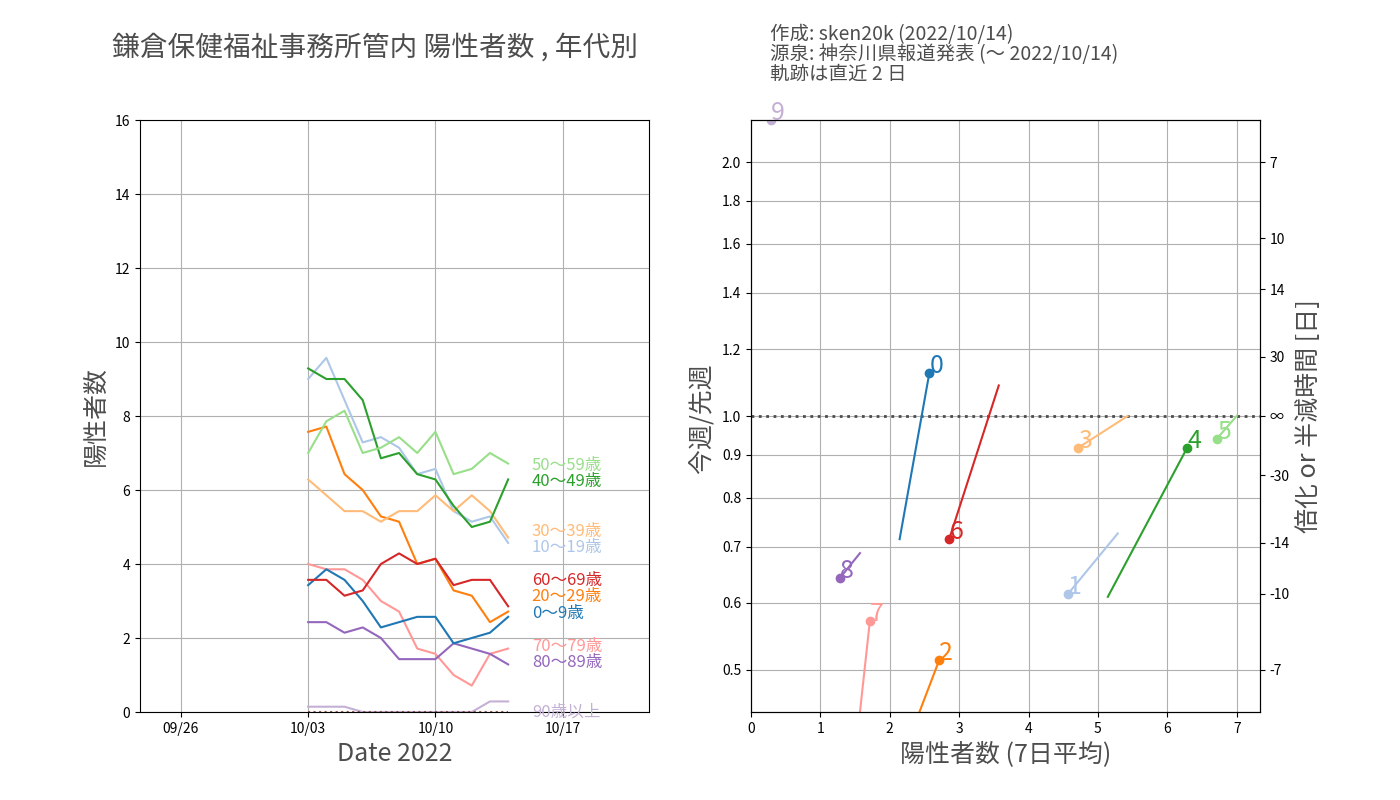 鎌倉保健福祉事務所管内 陽性者数 , 年代別
作成: sken20k (2022/10/14)
源泉: 神奈川県報道発表 (〜 2022/10/14)
軌跡は直近 2 日
陽性者数
16
14
12
10
8
6
4
2
0
50〜59歳
40〜49歳
30〜39歳
10〜19歳
60〜69歳
20〜29歳
0〜9歳
70〜79歳
80〜89歳
90歳以上
09/26
10/03
10/10
10/17
Date 2022
今週/先週
2.0
1.8
1.6
1.4
1.2
1.0
0.9
0.8
0.7
0.6
0.5
9
0
3
4
5
6
8
1
7
2
0
1
2
3
4
5
6
7
陽性者数 (7日平均)
7
10
14
30
∞
-30
-14
-10
-7
倍化 or 半減時間 [日]